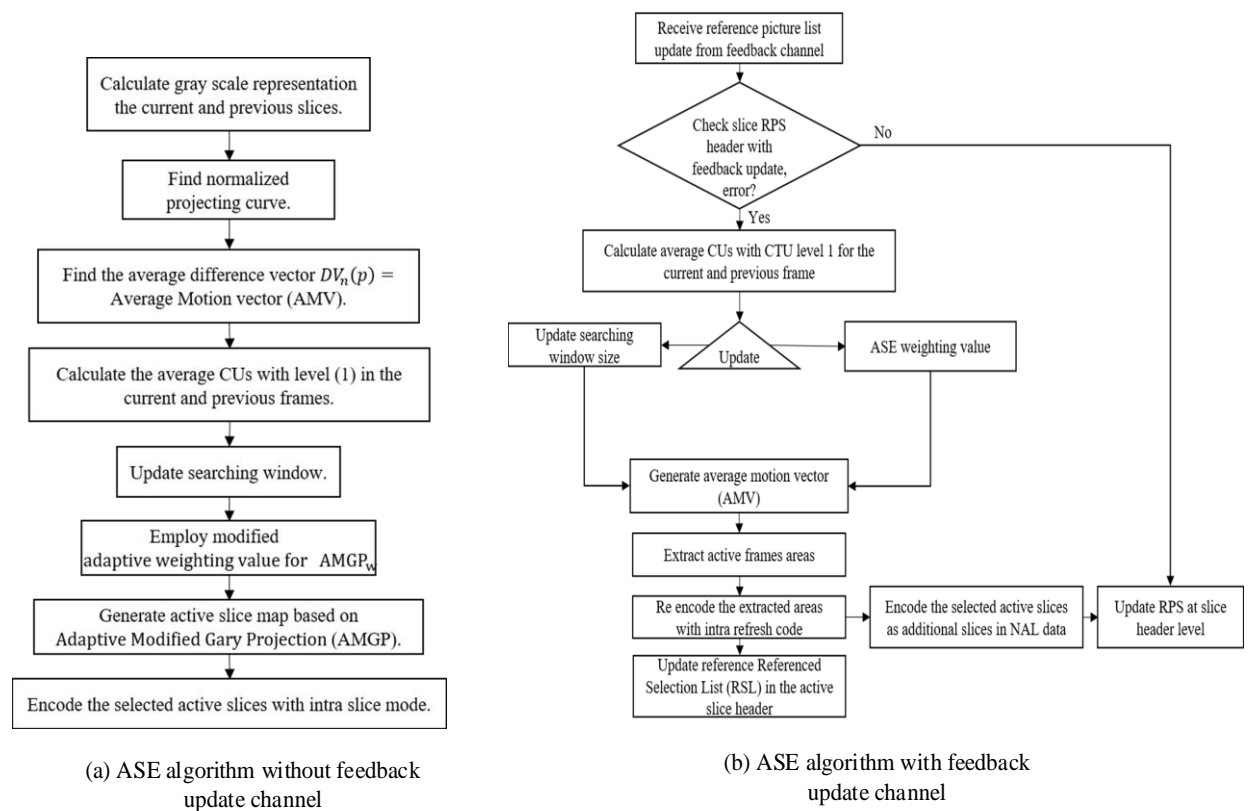 Calculate gray scale representation
the current and previous slices.
Find normalized
projecting curve.
Find the average difference vector DVₙ(p) =
Average Motion vector (AMV).
Calculate the average CUs with level (1) in the
current and previous frames.
Update searching window.
Employ modified
adaptive weighting value for AMGP_w
Generate active slice map based on
Adaptive Modified Gary Projection (AMGP).
Encode the selected active slices with intra slice mode.
(a) ASE algorithm without feedback
update channel
Receive reference picture list
update from feedback channel
Check slice RPS
header with
feedback update,
error?
No
Yes
Calculate average CUs with CTU level 1 for the
current and previous frame
Update searching
window size
Update
ASE weighting value
Generate average motion vector
(AMV)
Extract active frames areas
Re encode the extracted areas
with intra refresh code
Encode the selected active slices
as additional slices in NAL data
Update RPS at slice
header level
Update reference Referenced
Selection List (RSL) in the active
slice header
(b) ASE algorithm with feedback
update channel